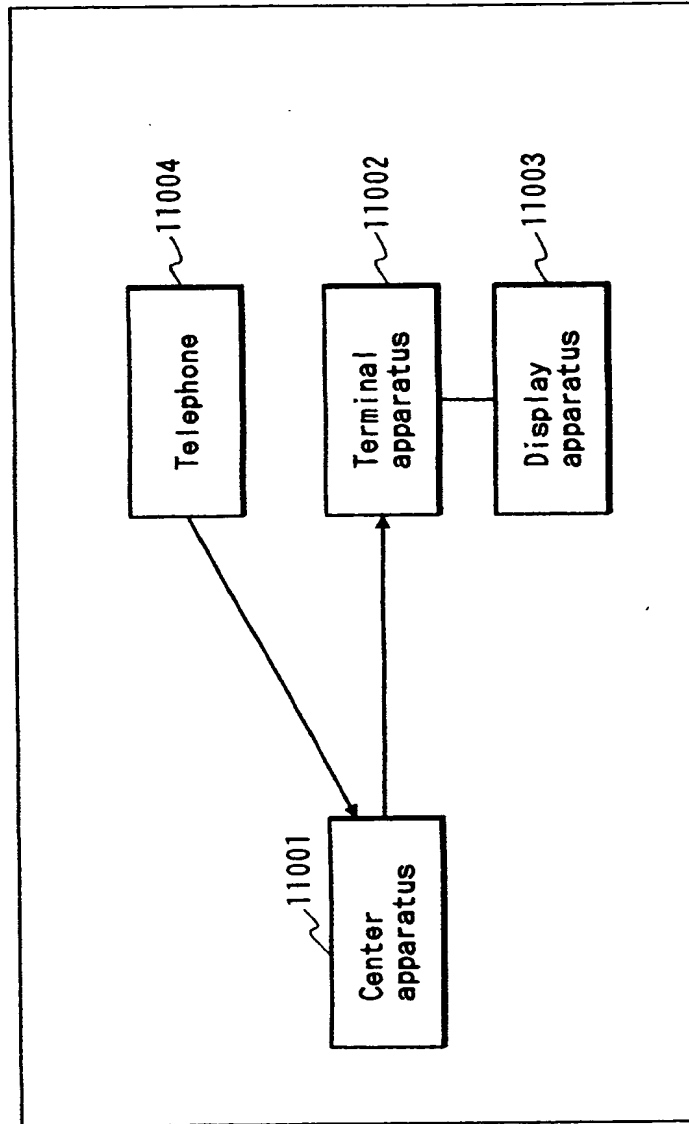 11004
Telephone
11002
Terminal
apparatus
11003
Display
apparatus
11001
Center
apparatus